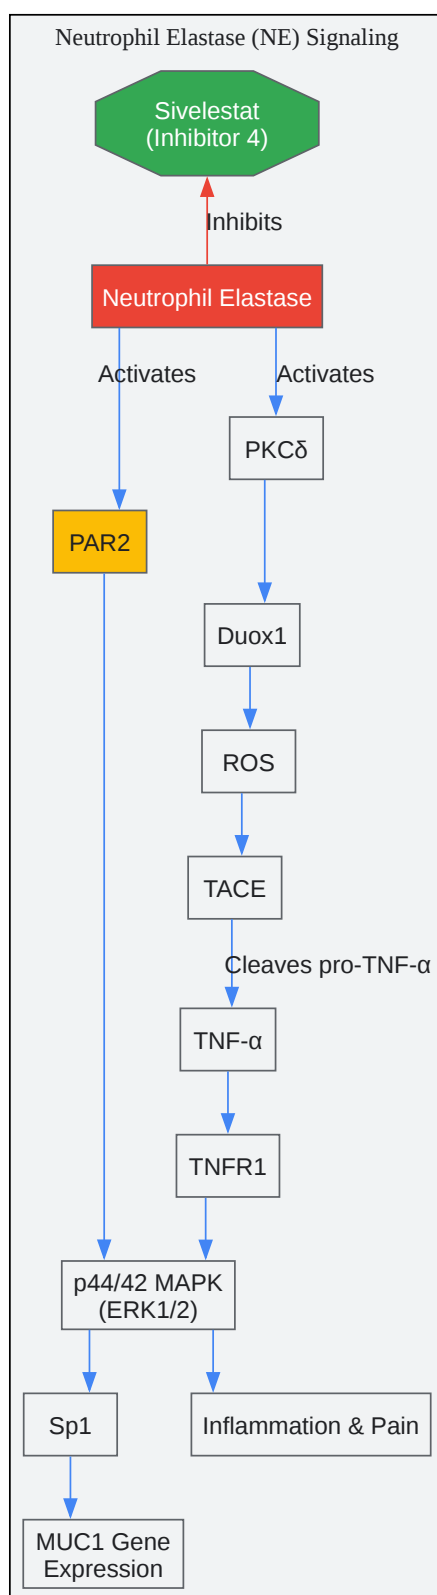 Neutrophil Elastase (NE) Signaling
Sivelestat
(Inhibitor 4)
Inhibits
Neutrophil Elastase
Activates
Activates
PKCδ
PAR2
Duox1
ROS
TACE
Cleaves pro-TNF-α
TNF-α
TNFR1
p44/42 MAPK
(ERK1/2)
Sp1
Inflammation & Pain
MUC1 Gene
Expression